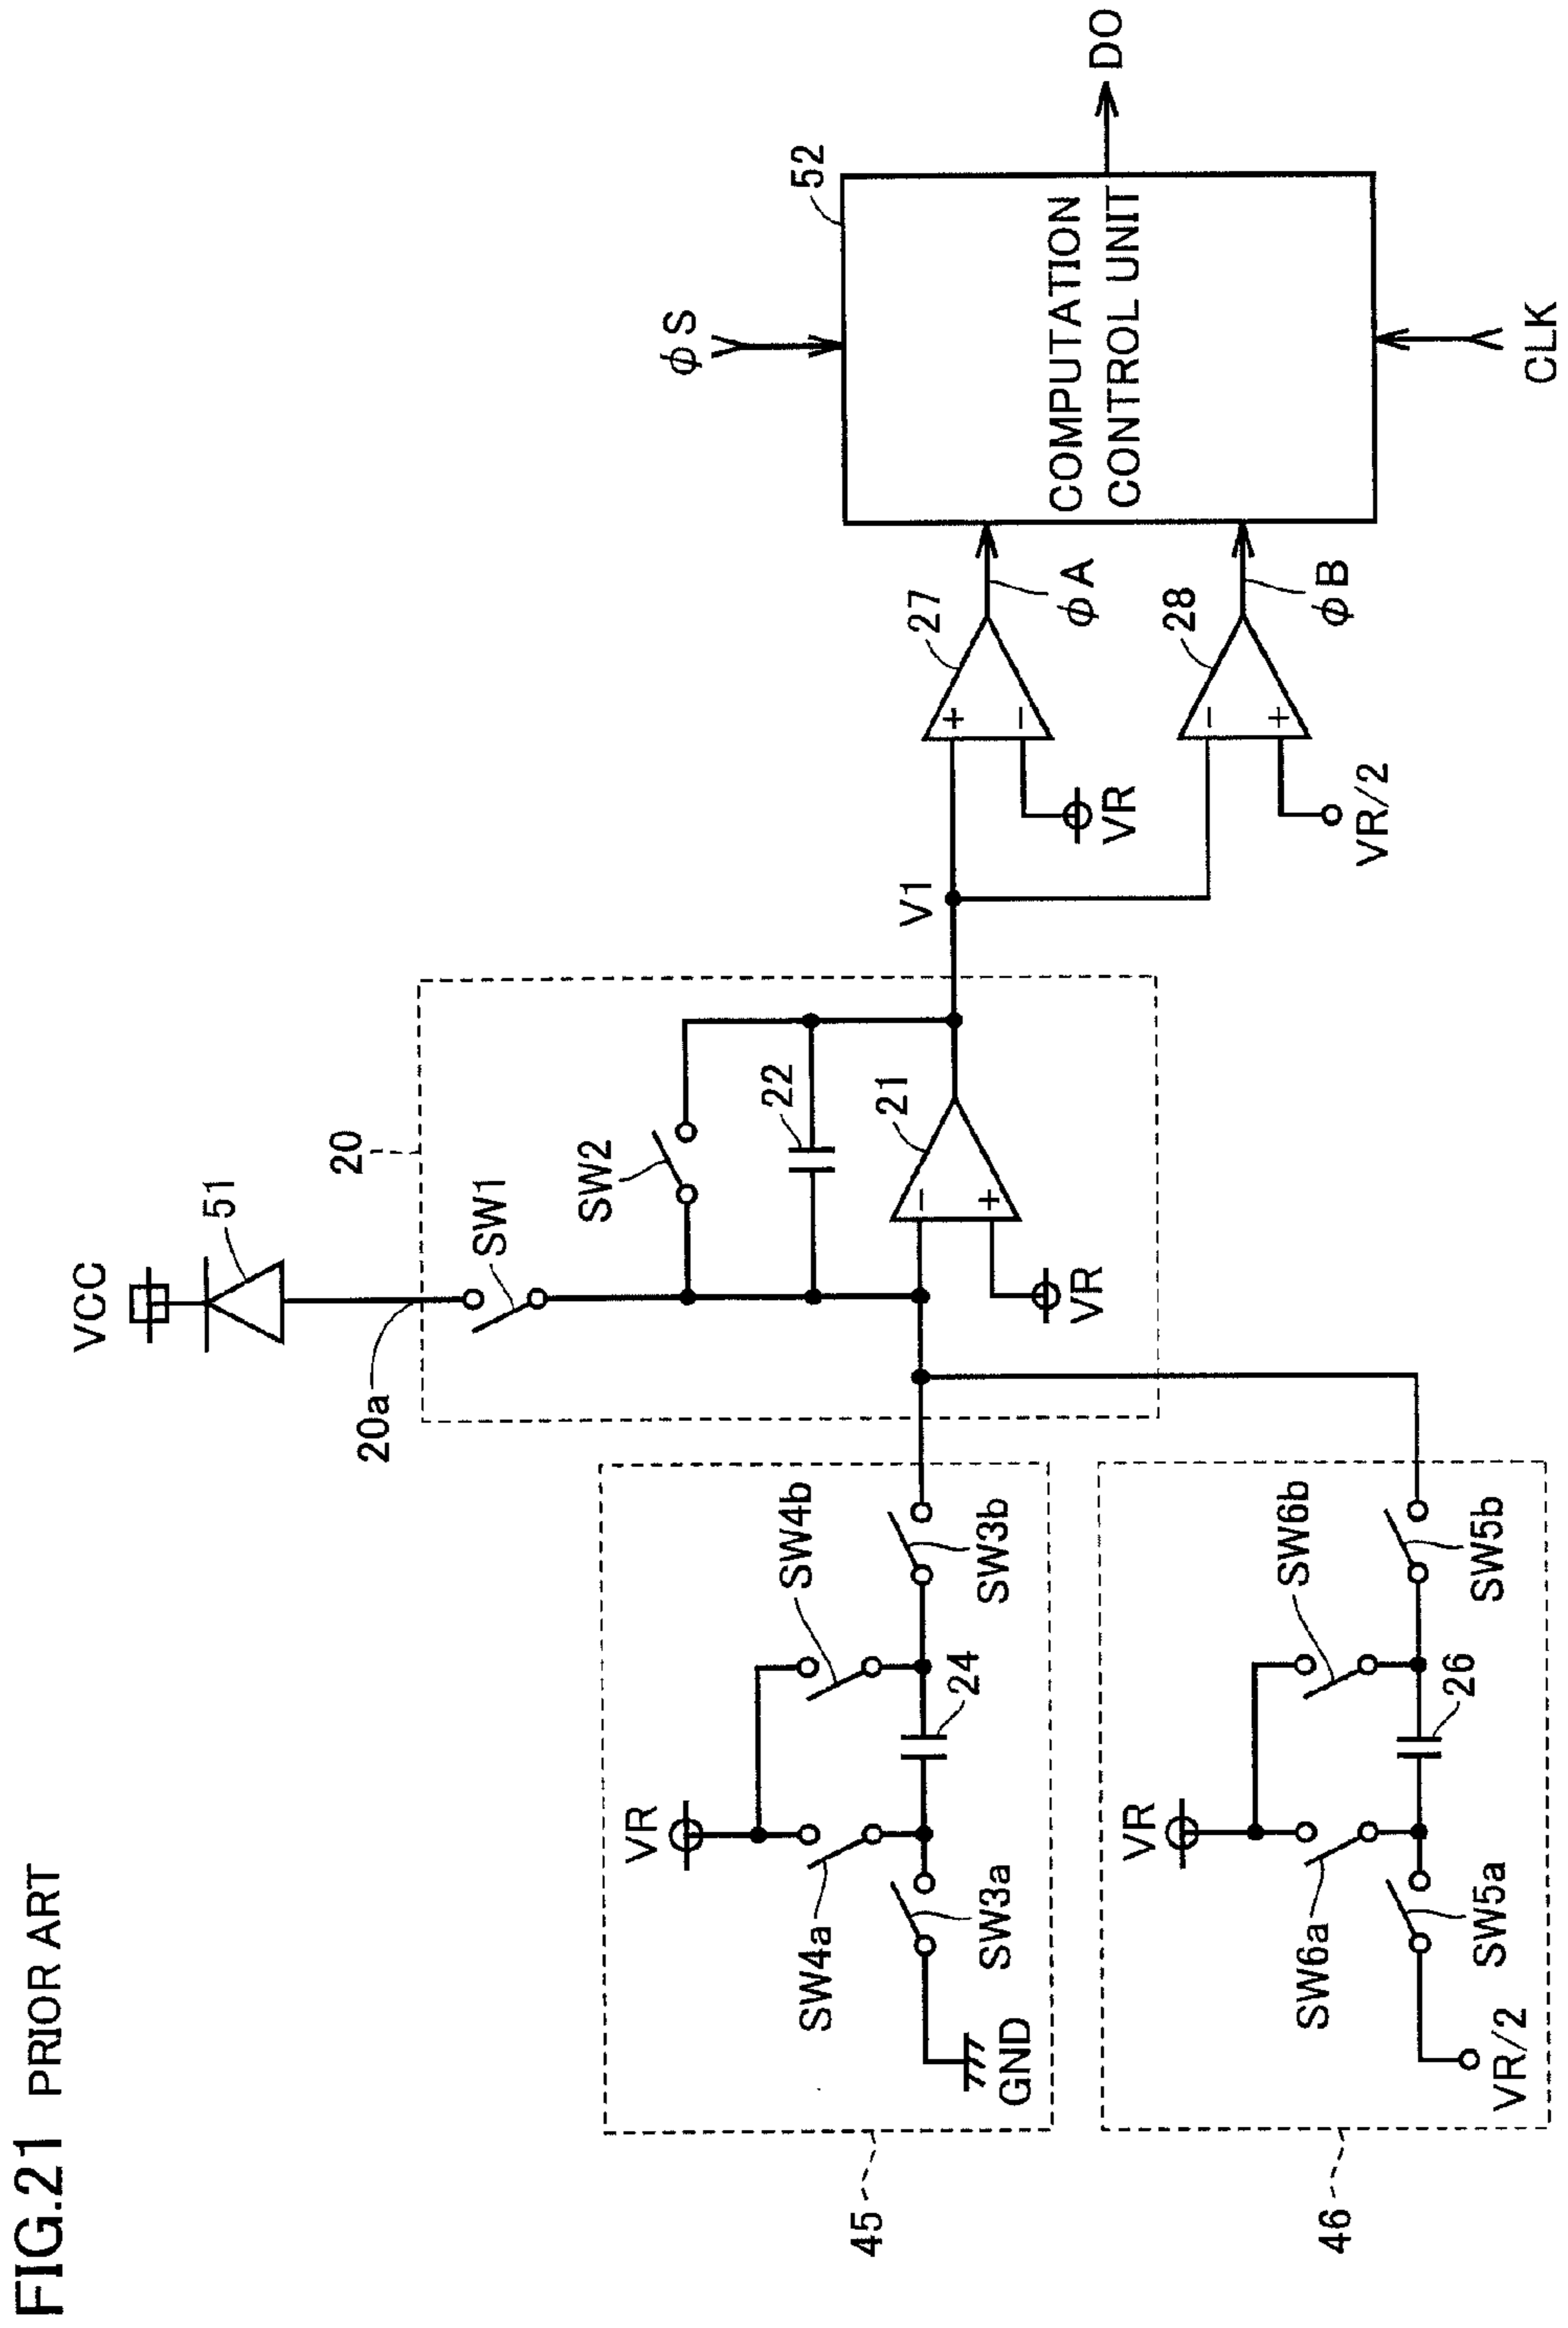 FIG.21 PRIOR ART
VCC
51
20a
20
SW1
SW2
22
21
VR
V1
27
VR
φA
28
VR/2
φB
φS
52
COMPUTATION
CONTROL UNIT
DO
CLK
45
VR
SW4a
SW4b
24
SW3a
SW3b
GND
46
VR
SW6a
SW6b
26
SW5a
SW5b
VR/2